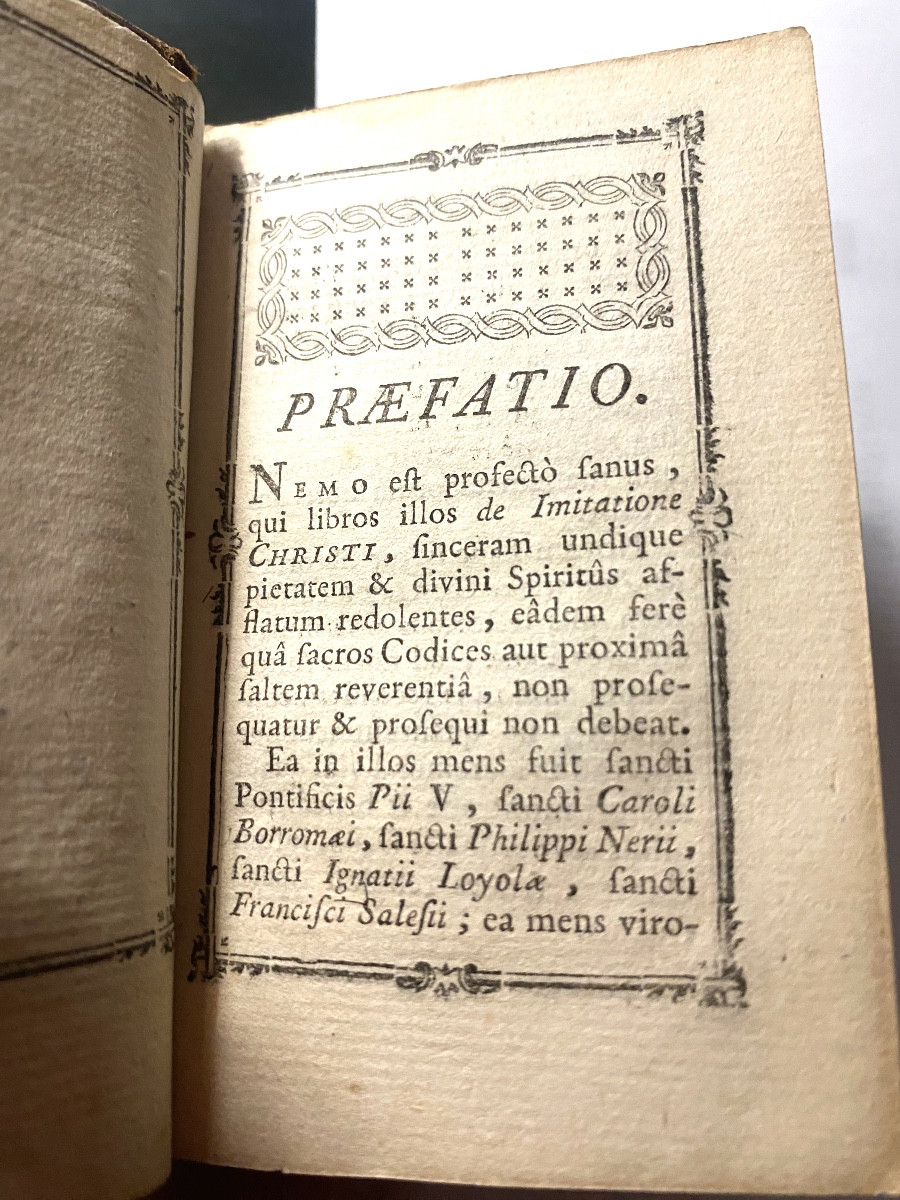 PRÆFATIO.
NEMO eſt profectò ſanus ,
qui libros illos de Imitatione
CHRISTI , ſinceram undique
pietatem & divini Spiritûs af-
flatum redolentes , eâdem ferè
quâ ſacros Codices aut proximâ
ſaltem reverentiâ , non proſe-
quatur & proſequi non debeat.
Ea in illos mens fuit ſancti
Pontificis Pii V , ſancti Caroli
Borromæi , ſancti Philippi Nerii ,
ſancti Ignatii Loyolæ , ſancti
Franciſci Saleſii ; ea mens viro-